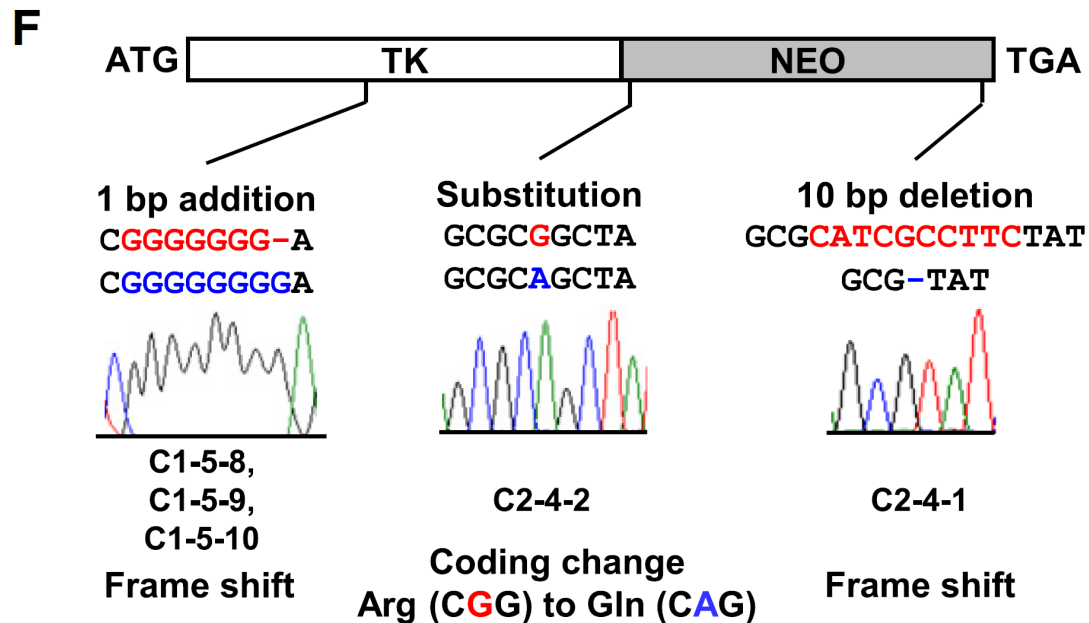 F
ATG TK NEO TGA
1 bp addition
CGGGGGGG–A
CGGGGGGGGA
C1-5-8,
C1-5-9,
C1-5-10
Frame shift
Substitution
GCGCGGCTA
GCGCAGCTA
C2-4-2
Coding change
Arg (CGG) to Gln (CAG)
10 bp deletion
GCGCATCGCCTTCTAT
GCG–TAT
C2-4-1
Frame shift